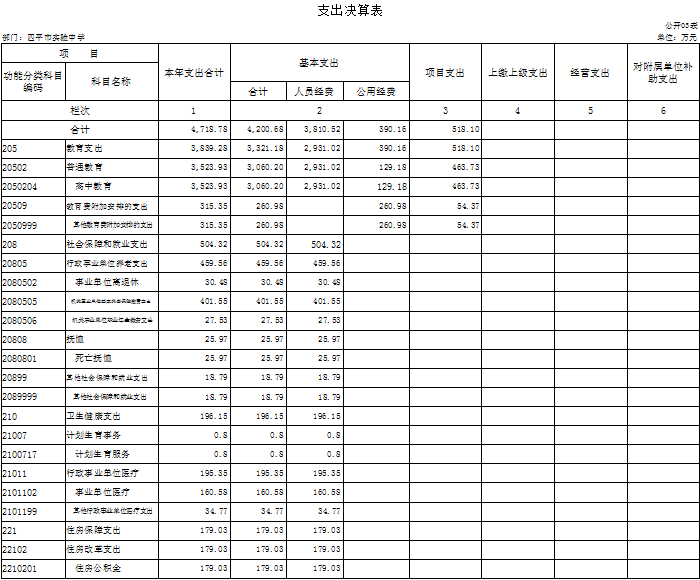 支出决算表
公开03表
部门：四平市实验中学 单位：万元
项 目 本年支出合计 基本支出 项目支出 上缴上级支出 经营支出 对附属单位补助支出
功能分类科目编码 科目名称 合计 人员经费 公用经费
栏次 1 2 3 4 5 6
合计 4,718.78 4,200.68 3,810.52 390.16 518.10
205 教育支出 3,839.28 3,321.18 2,931.02 390.16 518.10
20502 普通教育 3,523.93 3,060.20 2,931.02 129.18 463.73
2050204 高中教育 3,523.93 3,060.20 2,931.02 129.18 463.73
20509 教育费附加安排的支出 315.35 260.98 260.98 54.37
2050999 其他教育费附加安排的支出 315.35 260.98 260.98 54.37
208 社会保障和就业支出 504.32 504.32 504.32
20805 行政事业单位养老支出 459.56 459.56 459.56
2080502 事业单位离退休 30.48 30.48 30.48
2080505 机关事业单位基本养老保险缴费支出 401.55 401.55 401.55
2080506 机关事业单位职业年金缴费支出 27.53 27.53 27.53
20808 抚恤 25.97 25.97 25.97
2080801 死亡抚恤 25.97 25.97 25.97
20899 其他社会保障和就业支出 18.79 18.79 18.79
2089999 其他社会保障和就业支出 18.79 18.79 18.79
210 卫生健康支出 196.15 196.15 196.15
21007 计划生育事务 0.8 0.8 0.8
2100717 计划生育服务 0.8 0.8 0.8
21011 行政事业单位医疗 195.35 195.35 195.35
2101102 事业单位医疗 160.58 160.58 160.58
2101199 其他行政事业单位医疗支出 34.77 34.77 34.77
221 住房保障支出 179.03 179.03 179.03
22102 住房改革支出 179.03 179.03 179.03
2210201 住房公积金 179.03 179.03 179.03